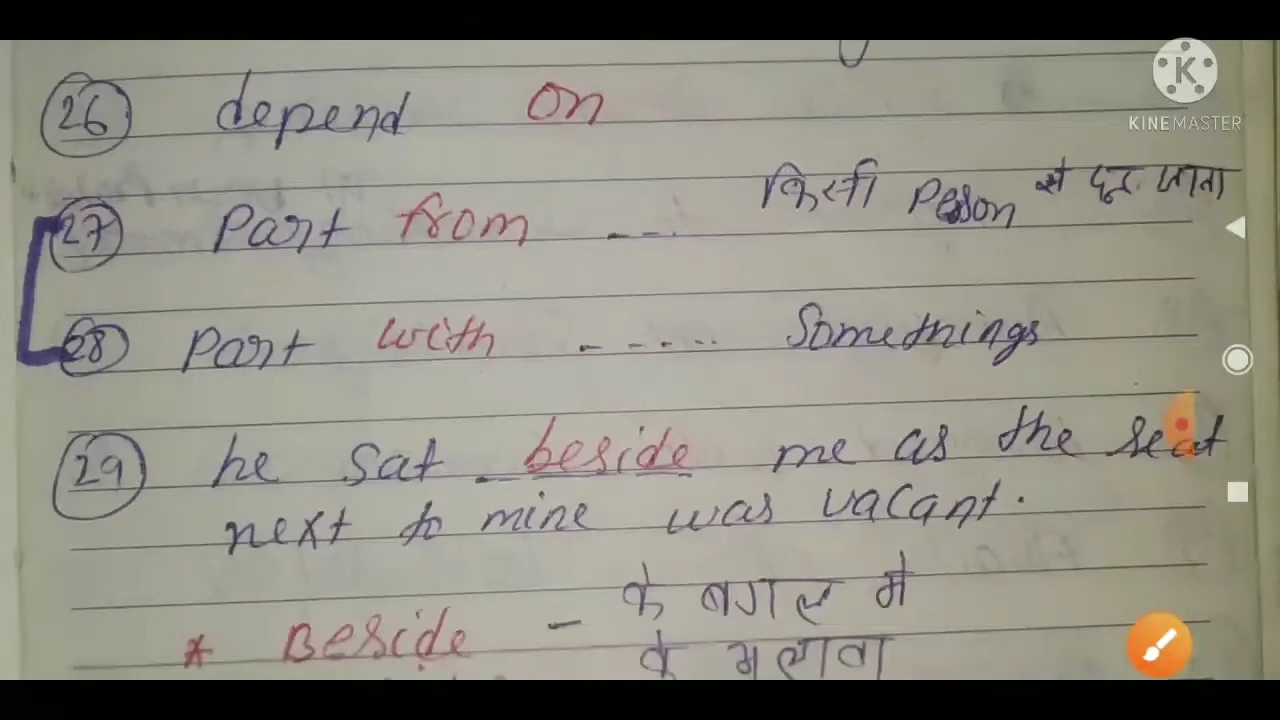 26 depend on
KINEMASTER
27 Part from ---- किसी Person से दूर जाना
28 Part with ----- Somethings
29 he sat beside me as the seat
next to mine was vacant.
* Beside - के बगल मे
के अलावा